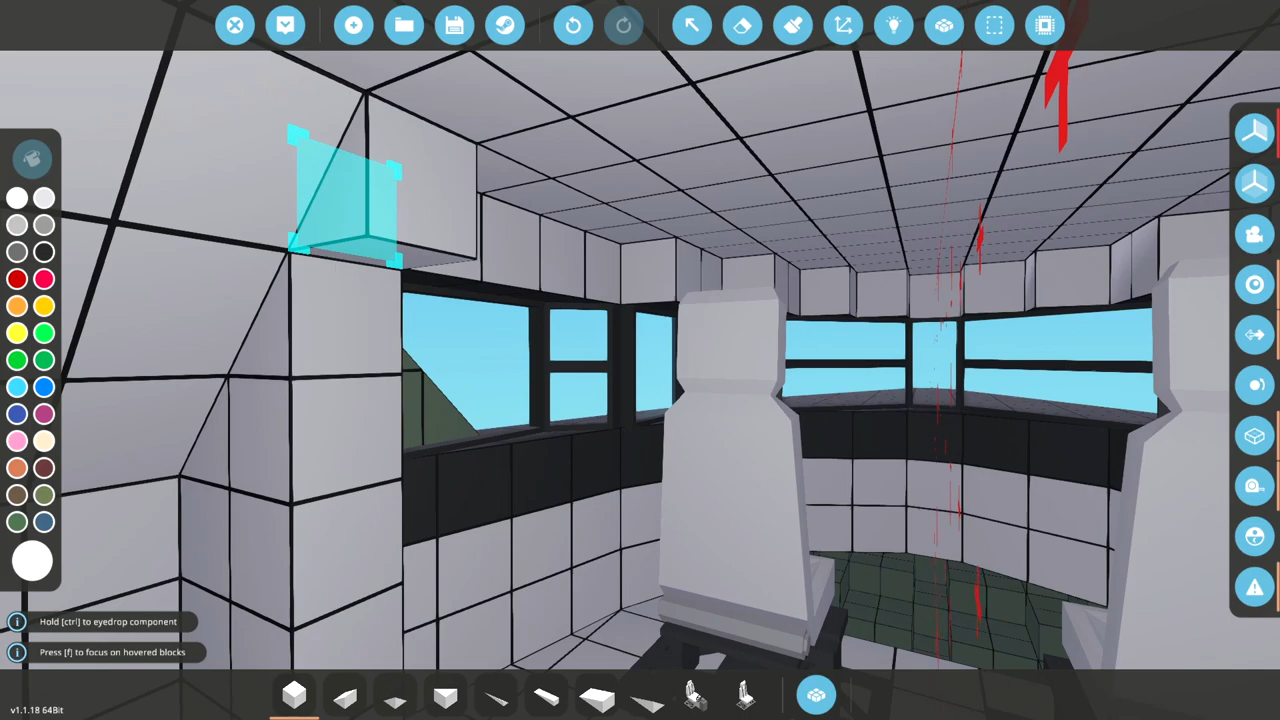 Hold [ctrl] to eyedrop component
Press [f] to focus on hovered blocks
v1.1.18 64Bit